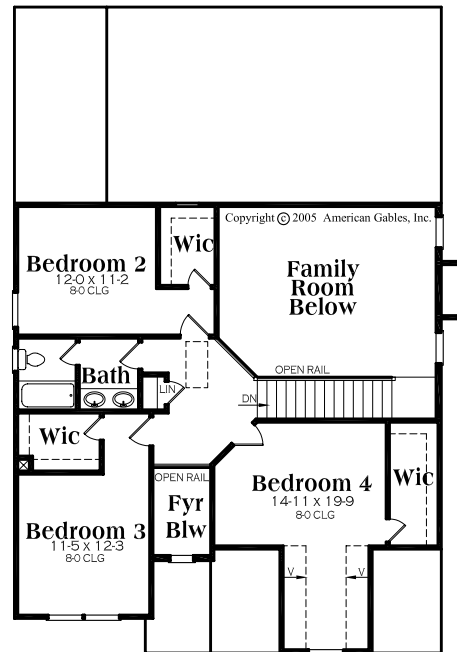 Copyright © 2005 American Gables, Inc.
Wic
Bedroom 2
12-0 x 11-2
8-0 CLG
Family
Room
Below
OPEN RAIL
Bath
LIN
DN
Wic
OPEN RAIL
Fyr
Blw
Bedroom 3
11-5 x 12-3
8-0 CLG
Bedroom 4
14-11 x 19-9
8-0 CLG
Wic
V
V